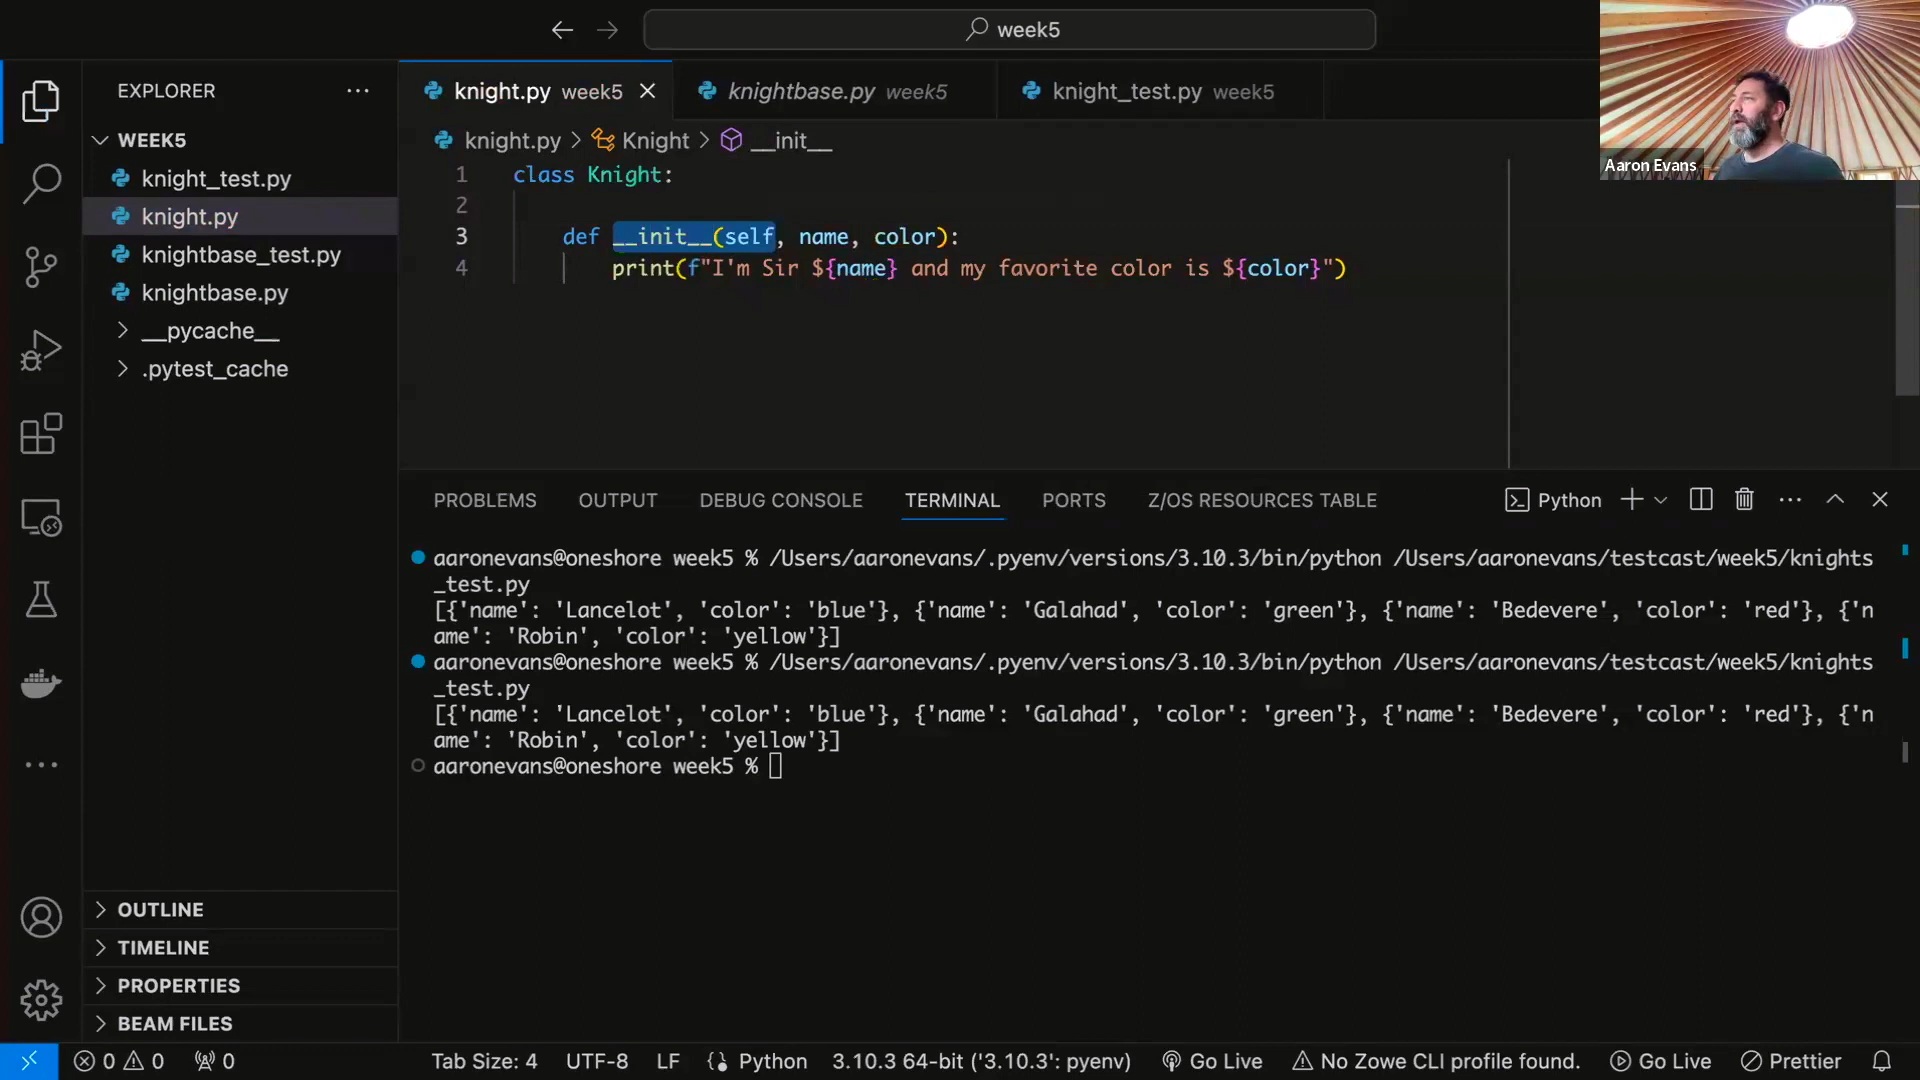 week5
Aaron Evans
EXPLORER
knight.py week5
knightbase.py week5
knight_test.py week5
WEEK5
knight_test.py
knight.py
knightbase_test.py
knightbase.py
__pycache__
.pytest_cache
knight.py > Knight > __init__
1 class Knight:
2
3 def __init__(self, name, color):
4 print(f"I'm Sir ${name} and my favorite color is ${color}")
PROBLEMS OUTPUT DEBUG CONSOLE TERMINAL PORTS Z/OS RESOURCES TABLE Python
aaronevans@oneshore week5 % /Users/aaronevans/.pyenv/versions/3.10.3/bin/python /Users/aaronevans/testcast/week5/knights
_test.py
[{'name': 'Lancelot', 'color': 'blue'}, {'name': 'Galahad', 'color': 'green'}, {'name': 'Bedevere', 'color': 'red'}, {'n
ame': 'Robin', 'color': 'yellow'}]
aaronevans@oneshore week5 % /Users/aaronevans/.pyenv/versions/3.10.3/bin/python /Users/aaronevans/testcast/week5/knights
_test.py
[{'name': 'Lancelot', 'color': 'blue'}, {'name': 'Galahad', 'color': 'green'}, {'name': 'Bedevere', 'color': 'red'}, {'n
ame': 'Robin', 'color': 'yellow'}]
aaronevans@oneshore week5 %
OUTLINE
TIMELINE
PROPERTIES
BEAM FILES
0 0 0 Tab Size: 4 UTF-8 LF Python 3.10.3 64-bit ('3.10.3': pyenv) Go Live No Zowe CLI profile found. Go Live Prettier